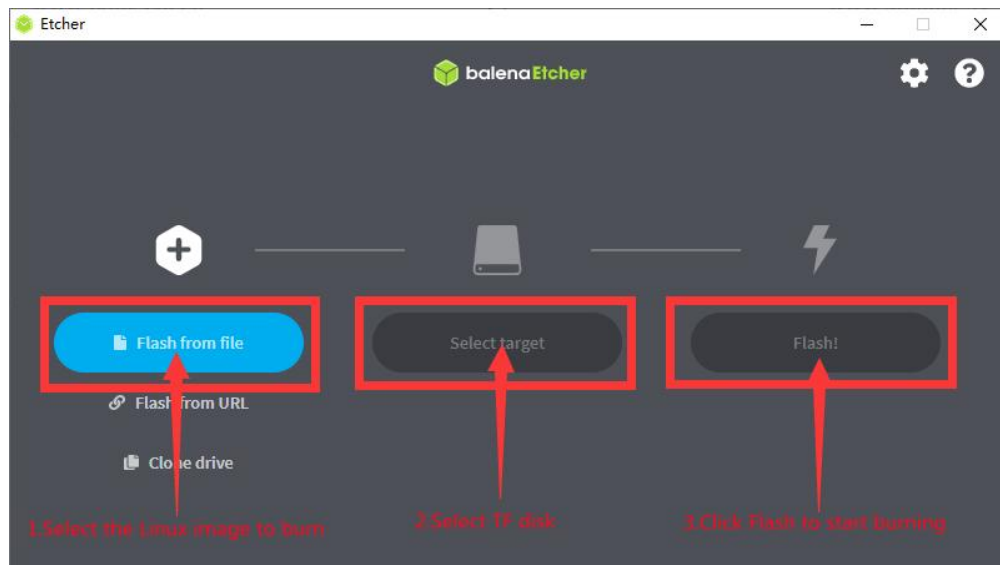 Etcher
balenaEtcher
Flash from file
Select target
Flash!
Flash from URL
Clone drive
1.Select the Linux image to burn
2.Select TF disk
3.Click Flash to start burning